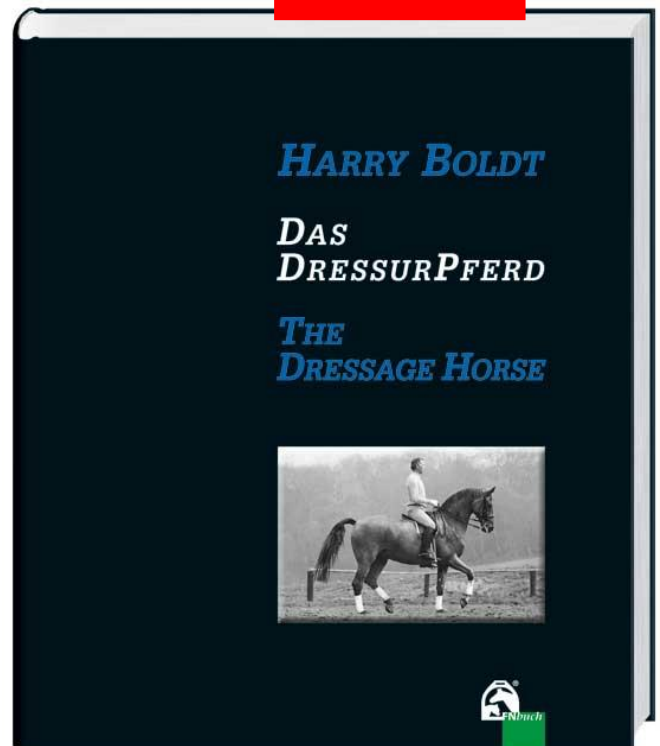 HARRY BOLDT
DAS
DRESSURPFERD
THE
DRESSAGE HORSE
®
FNbuch